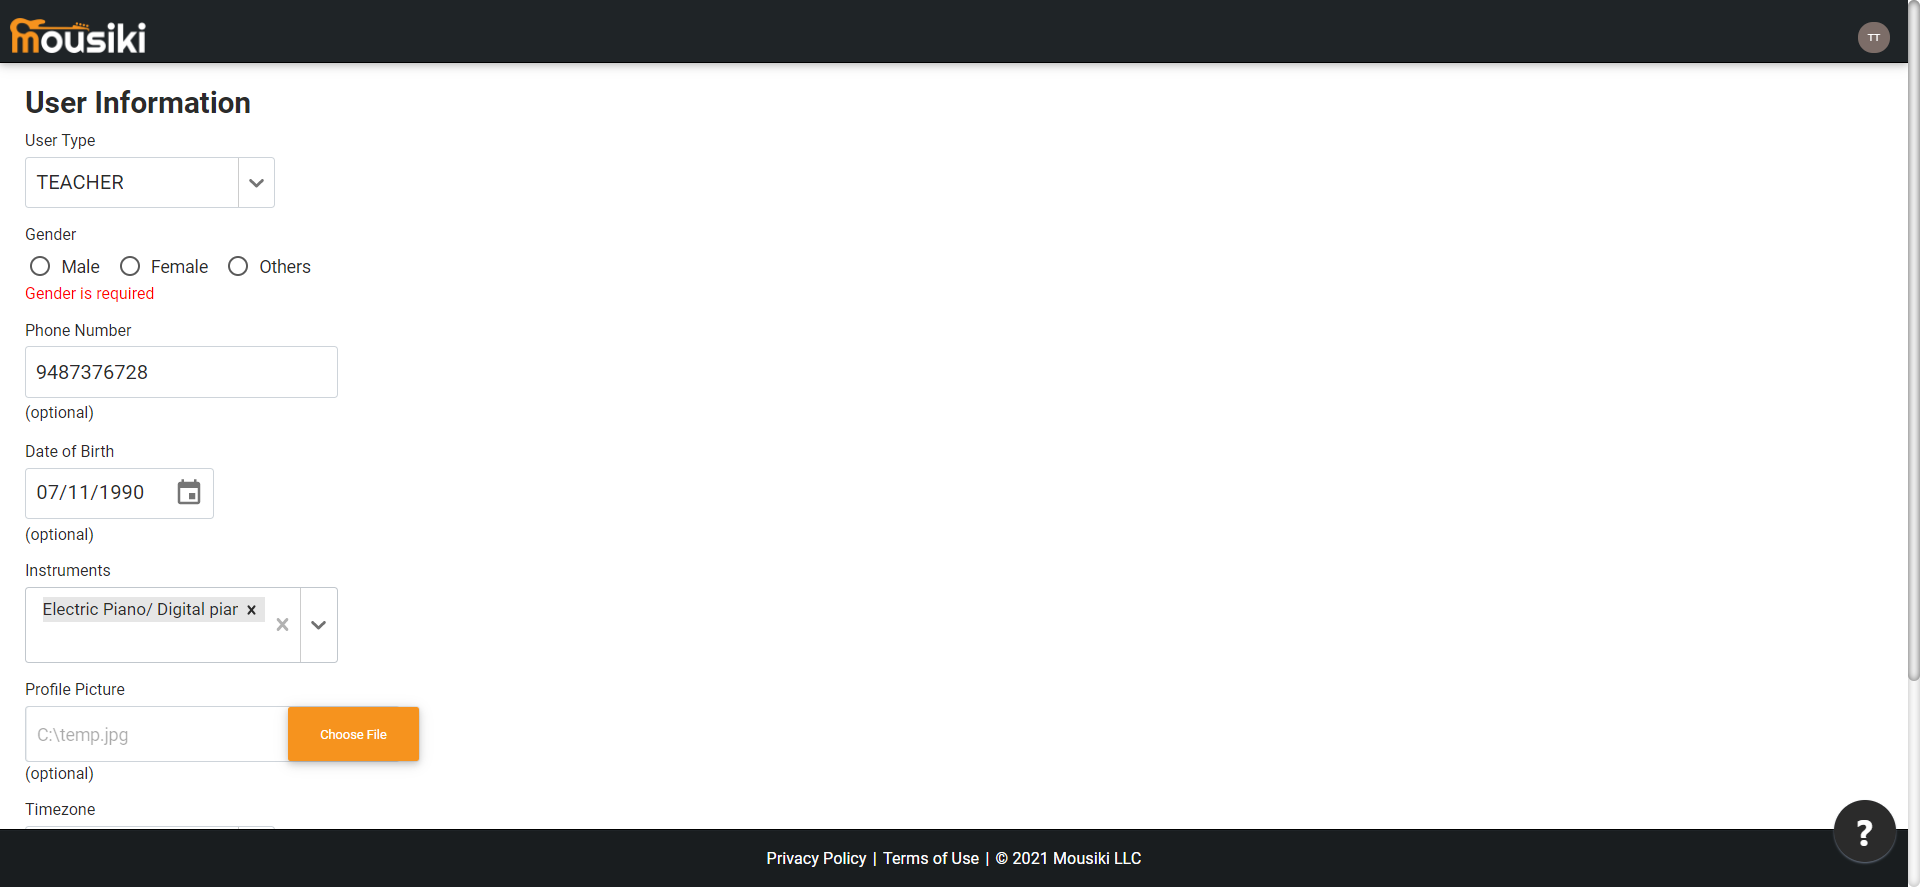 mousiki
TT
User Information
User Type
TEACHER
Gender
Male Female Others
Gender is required
Phone Number
9487376728
(optional)
Date of Birth
07/11/1990
(optional)
Instruments
Electric Piano/ Digital piar
Profile Picture
C:\temp.jpg Choose File
(optional)
Timezone
?
Privacy Policy | Terms of Use | © 2021 Mousiki LLC